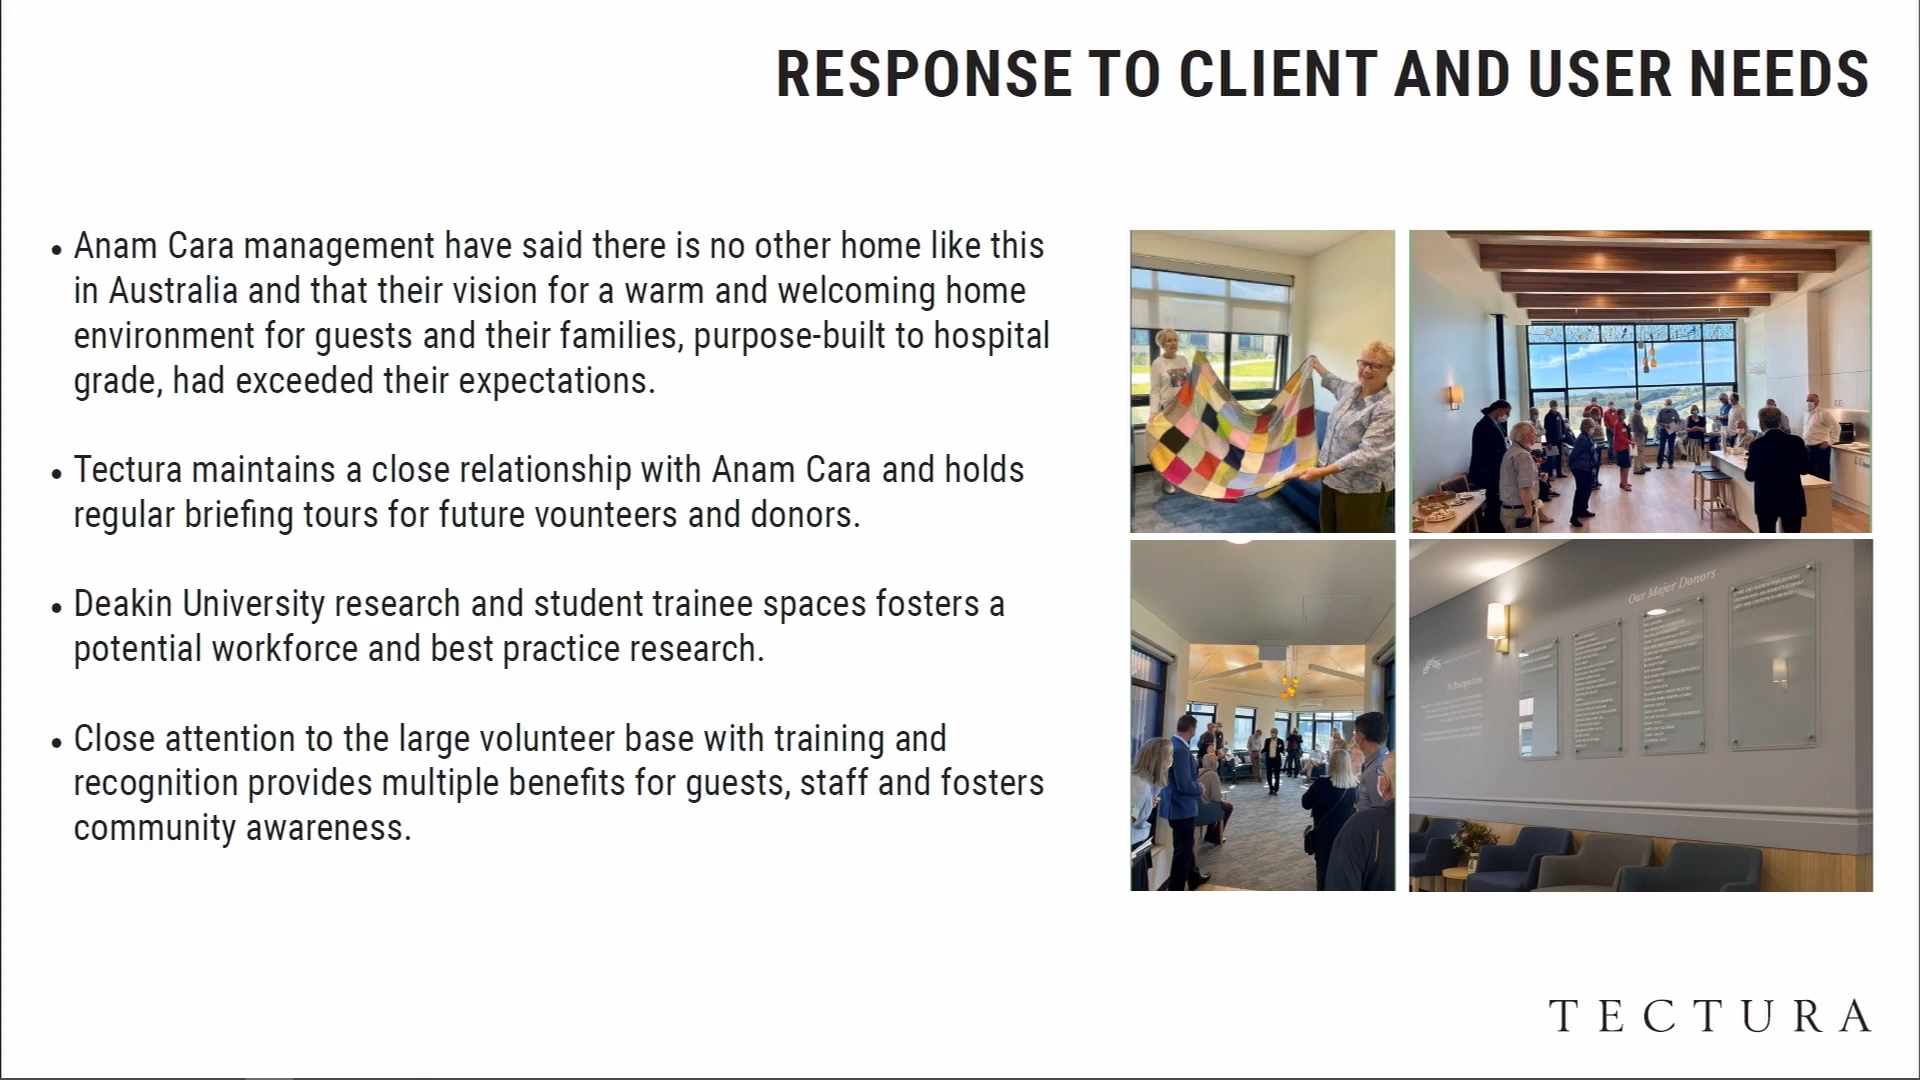 RESPONSE TO CLIENT AND USER NEEDS
• Anam Cara management have said there is no other home like this
in Australia and that their vision for a warm and welcoming home
environment for guests and their families, purpose-built to hospital
grade, had exceeded their expectations.
• Tectura maintains a close relationship with Anam Cara and holds
regular briefing tours for future vounteers and donors.
• Deakin University research and student trainee spaces fosters a
potential workforce and best practice research.
• Close attention to the large volunteer base with training and
recognition provides multiple benefits for guests, staff and fosters
community awareness.
Our Major Donors
In Recognition
TECTURA